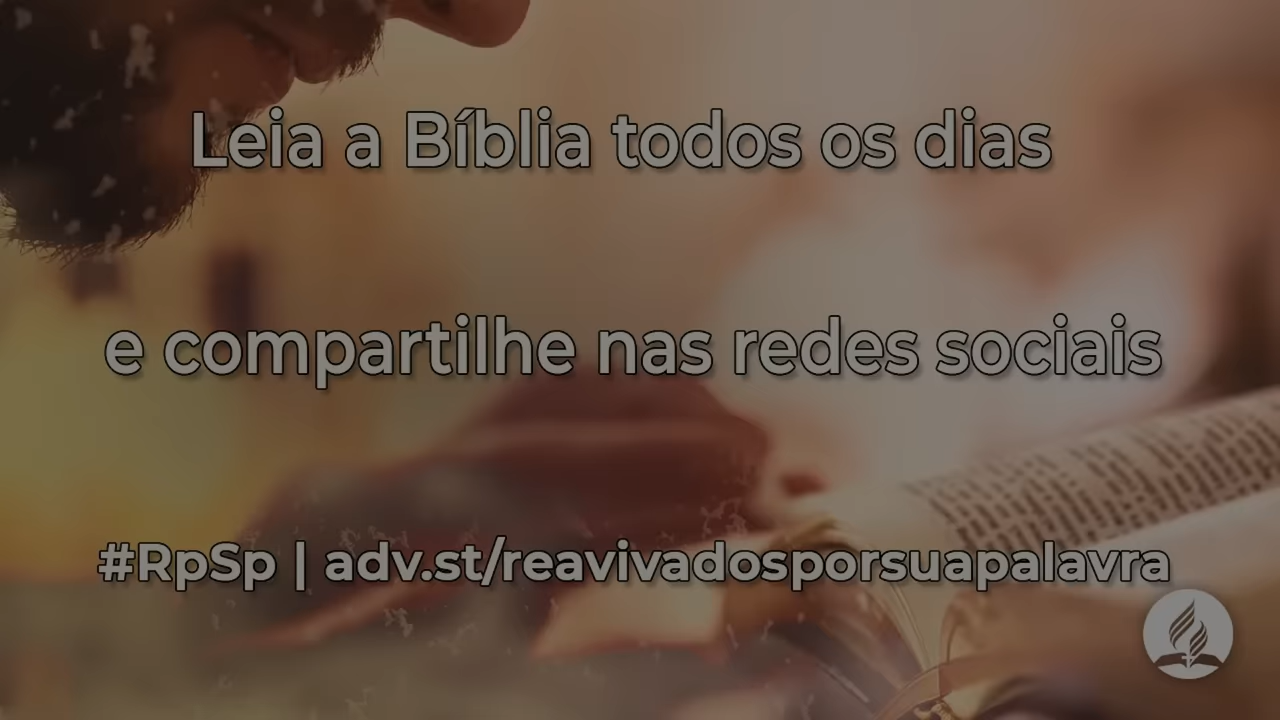 Leia a Bíblia todos os dias
e compartilhe nas redes sociais
#RpSp | adv.st/reavivadosporsuapalavra